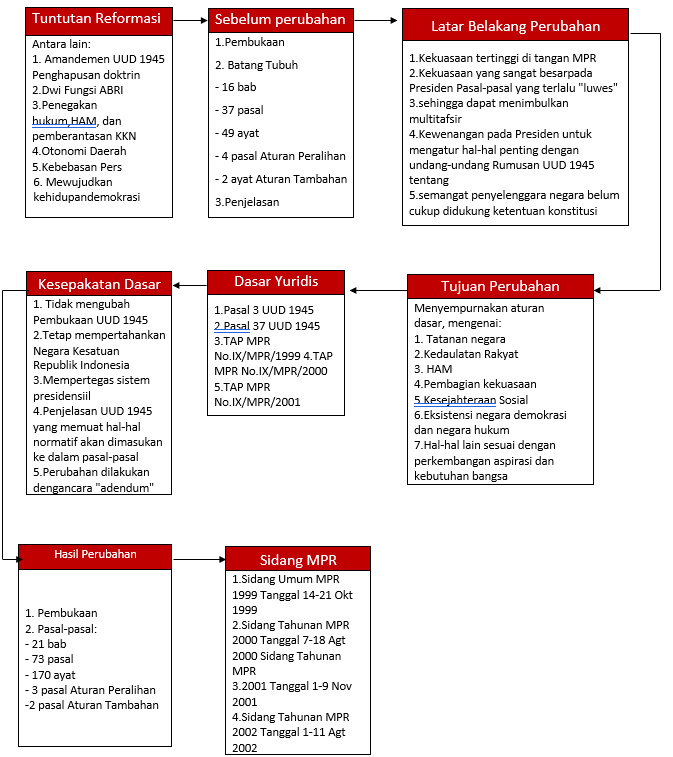 Tuntutan Reformasi
Antara lain:
1. Amandemen UUD 1945
Penghapusan doktrin
2.Dwi Fungsi ABRI
3.Penegakan
hukum,HAM, dan
pemberantasan KKN
4.Otonomi Daerah
5.Kebebasan Pers
6. Mewujudkan
kehidupandemokrasi
Sebelum perubahan
1.Pembukaan
2. Batang Tubuh
- 16 bab
- 37 pasal
- 49 ayat
- 4 pasal Aturan Peralihan
- 2 ayat Aturan Tambahan
3.Penjelasan
Latar Belakang Perubahan
1.Kekuasaan tertinggi di tangan MPR
2.Kekuasaan yang sangat besarpada
Presiden Pasal-pasal yang terlalu "luwes"
3.sehingga dapat menimbulkan
multitafsir
4.Kewenangan pada Presiden untuk
mengatur hal-hal penting dengan
undang-undang Rumusan UUD 1945
tentang
5.semangat penyelenggara negara belum
cukup didukung ketentuan konstitusi
Tujuan Perubahan
Menyempurnakan aturan
dasar, mengenai:
1. Tatanan negara
2.Kedaulatan Rakyat
3. HAM
4.Pembagian kekuasaan
5.Kesejahteraan Sosial
6.Eksistensi negara demokrasi
dan negara hukum
7.Hal-hal lain sesuai dengan
perkembangan aspirasi dan
kebutuhan bangsa
Dasar Yuridis
1.Pasal 3 UUD 1945
2.Pasal 37 UUD 1945
3.TAP MPR
No.IX/MPR/1999 4.TAP
MPR No.IX/MPR/2000
5.TAP MPR
No.IX/MPR/2001
Kesepakatan Dasar
1. Tidak mengubah
Pembukaan UUD 1945
2.Tetap mempertahankan
Negara Kesatuan
Republik Indonesia
3.Mempertegas sistem
presidensiil
4.Penjelasan UUD 1945
yang memuat hal-hal
normatif akan dimasukan
ke dalam pasal-pasal
5.Perubahan dilakukan
dengancara "adendum"
Hasil Perubahan
1. Pembukaan
2. Pasal-pasal:
- 21 bab
- 73 pasal
- 170 ayat
- 3 pasal Aturan Peralihan
-2 pasal Aturan Tambahan
Sidang MPR
1.Sidang Umum MPR
1999 Tanggal 14-21 Okt
1999
2.Sidang Tahunan MPR
2000 Tanggal 7-18 Agt
2000 Sidang Tahunan
MPR
3.2001 Tanggal 1-9 Nov
2001
4.Sidang Tahunan MPR
2002 Tanggal 1-11 Agt
2002